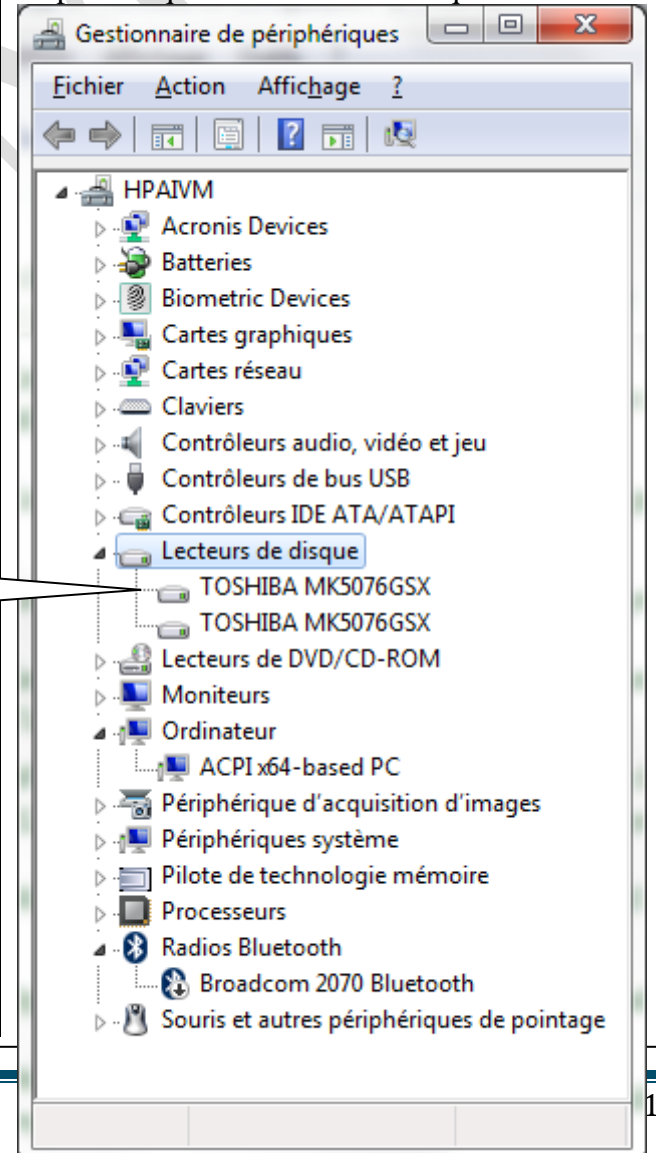 Gestionnaire de périphériques
Fichier Action Affichage ?
HPAIVM
Acronis Devices
Batteries
Biometric Devices
Cartes graphiques
Cartes réseau
Claviers
Contrôleurs audio, vidéo et jeu
Contrôleurs de bus USB
Contrôleurs IDE ATA/ATAPI
Lecteurs de disque
TOSHIBA MK5076GSX
TOSHIBA MK5076GSX
Lecteurs de DVD/CD-ROM
Moniteurs
Ordinateur
ACPI x64-based PC
Périphérique d'acquisition d'images
Périphériques système
Pilote de technologie mémoire
Processeurs
Radios Bluetooth
Broadcom 2070 Bluetooth
Souris et autres périphériques de pointage
1